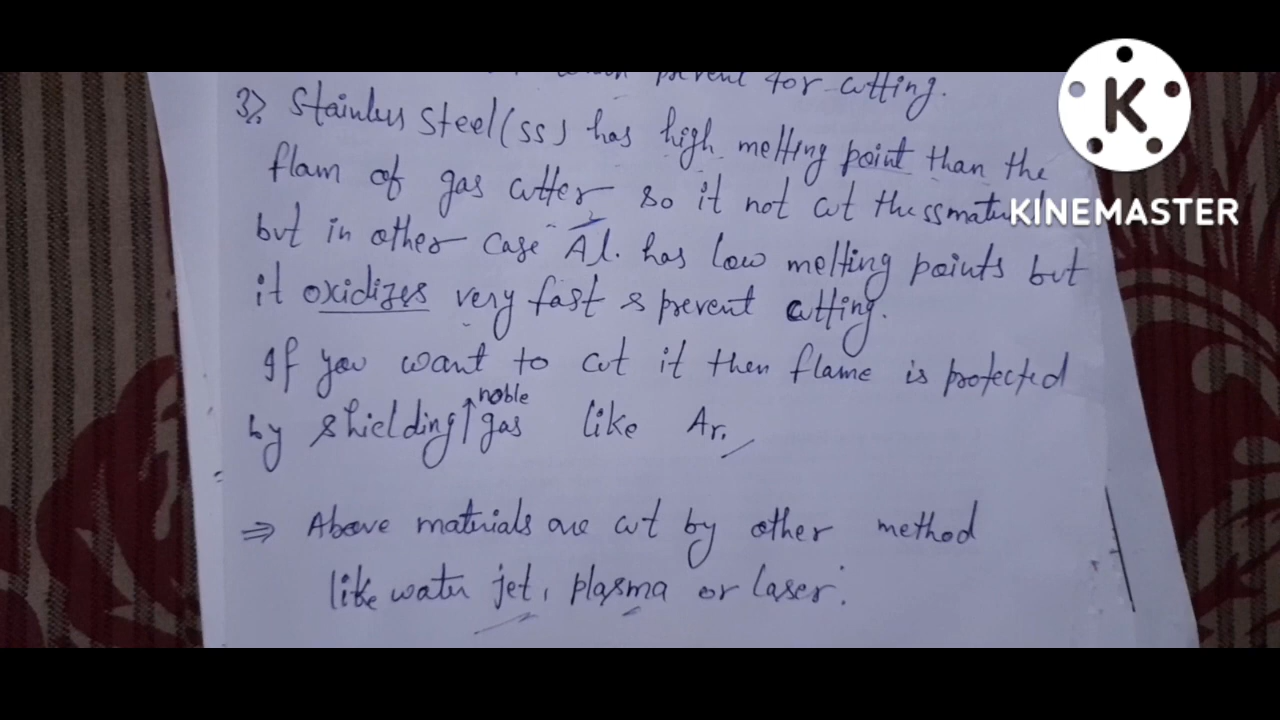 prevent for cutting.
3> Stainless Steel (SS) has high melting point than the
flam of gas cutter so it not cut the ss
but in other case Al. has low melting points but
it oxidizes very fast & prevent cutting.
If you want to cut it then flame is protected
by shielding ↑ noble gas like Ar.
⇒ Above materials are cut by other method
like water jet, plasma or laser.
K
KINEMASTER